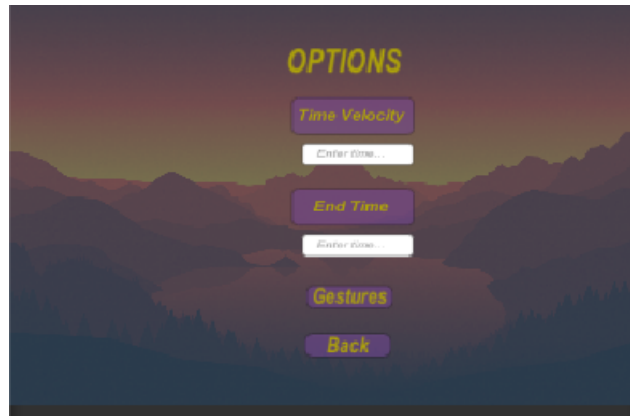 OPTIONS
Time Velocity
Enter time...
End Time
Enter time...
Gestures
Back